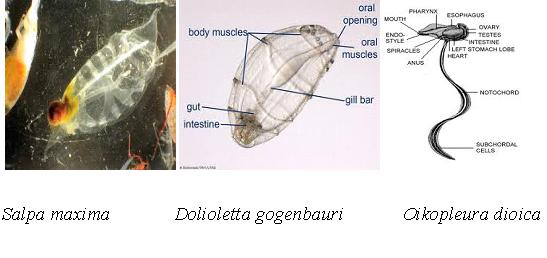 oral
opening
body muscles
oral
muscles
gill bar
gut
intestine
PHARYNX
ESOPHAGUS
MOUTH
OVARY
TESTES
ENDO-
STYLE
INTESTINE
SPIRACLES
LEFT STOMACH LOBE
HEART
ANUS
NOTOCHORD
SUBCHORDAL
CELLS
Salpa maxima
Dolioletta gogenbauri
Oikopleura dioica